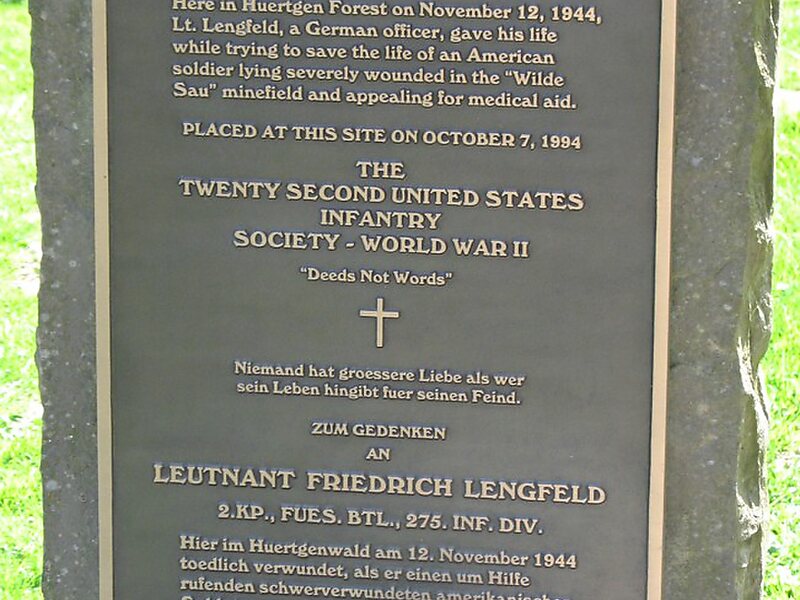 Here in Huertgen Forest on November 12, 1944,
Lt. Lengfeld, a German officer, gave his life
while trying to save the life of an American
soldier lying severely wounded in the “Wilde
Sau” minefield and appealing for medical aid.
PLACED AT THIS SITE ON OCTOBER 7, 1994
THE
TWENTY SECOND UNITED STATES
INFANTRY
SOCIETY - WORLD WAR II
“Deeds Not Words”
Niemand hat groessere Liebe als wer
sein Leben hingibt fuer seinen Feind.
ZUM GEDENKEN
AN
LEUTNANT FRIEDRICH LENGFELD
2.KP., FUES. BTL., 275. INF. DIV.
Hier im Huertgenwald am 12. November 1944
toedlich verwundet, als er einen um Hilfe
rufenden schwerverwundeten amerikanischen